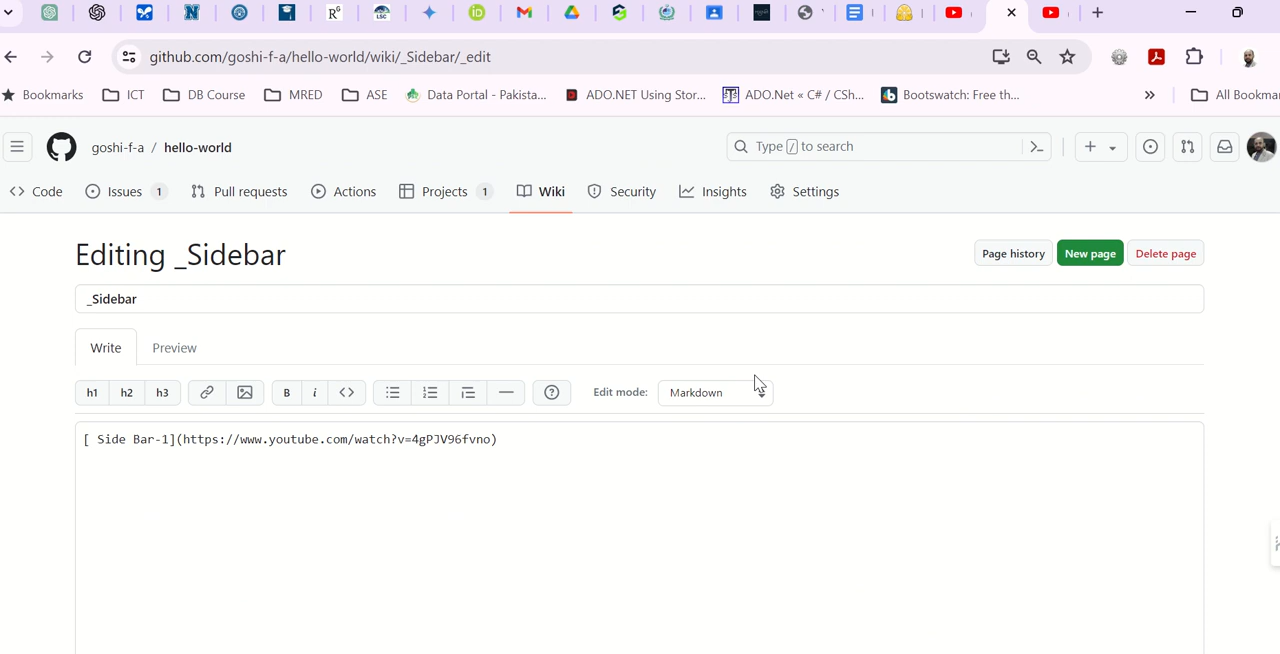 github.com/goshi-f-a/hello-world/wiki/_Sidebar/_edit
Bookmarks ICT DB Course MRED ASE Data Portal - Pakista... ADO.NET Using Stor... ADO.Net « C# / CSh... Bootswatch: Free th... » All Bookma
goshi-f-a / hello-world Type / to search
Code Issues 1 Pull requests Actions Projects 1 Wiki Security Insights Settings
Editing _Sidebar Page history New page Delete page
_Sidebar
Write Preview
h1 h2 h3 B i <> Edit mode: Markdown
[ Side Bar-1](https://www.youtube.com/watch?v=4gPJV96fvno)